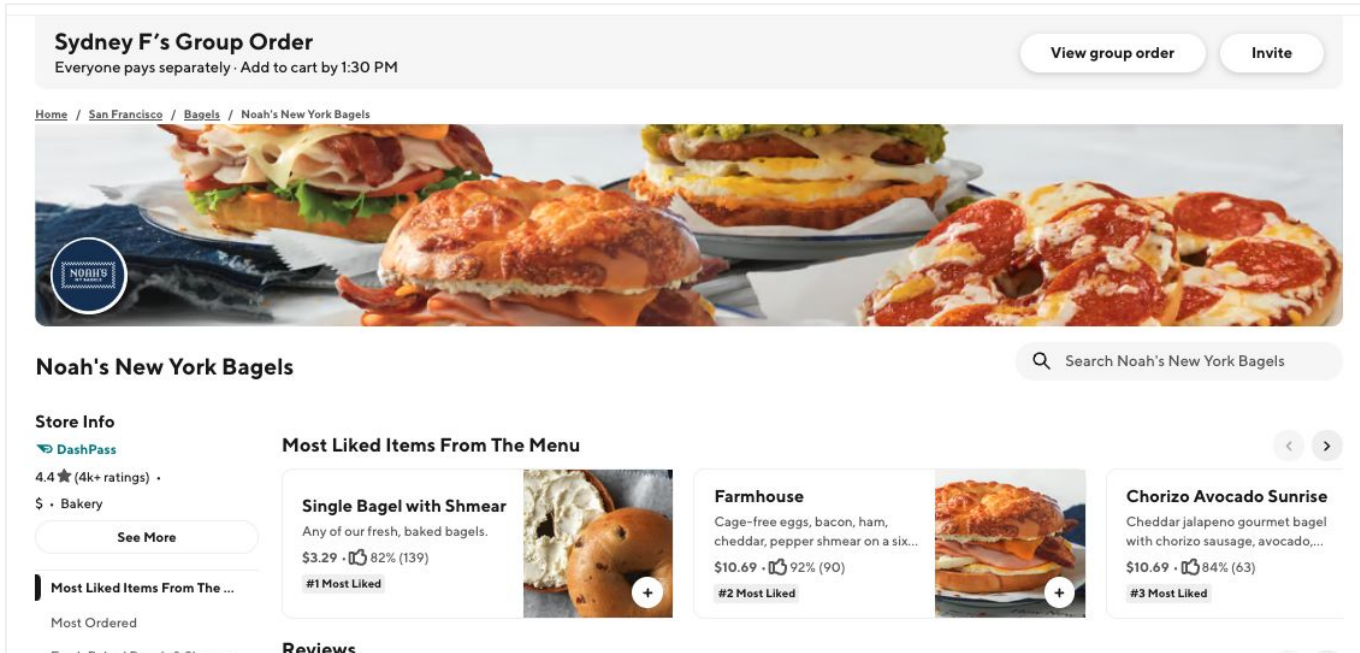 Sydney F's Group Order
Everyone pays separately · Add to cart by 1:30 PM
View group order
Invite
Home / San Francisco / Bagels / Noah's New York Bagels
NOAH'S
NY BAGELS
Noah's New York Bagels
Search Noah's New York Bagels
Store Info
DashPass
4.4 (4k+ ratings) •
$ • Bakery
See More
Most Liked Items From The ...
Most Ordered
Most Liked Items From The Menu
Single Bagel with Shmear
Any of our fresh, baked bagels.
$3.29 • 82% (139)
#1 Most Liked
Farmhouse
Cage-free eggs, bacon, ham,
cheddar, pepper shmear on a six...
$10.69 • 92% (90)
#2 Most Liked
Chorizo Avocado Sunrise
Cheddar jalapeno gourmet bagel
with chorizo sausage, avocado,...
$10.69 • 84% (63)
#3 Most Liked
Reviews